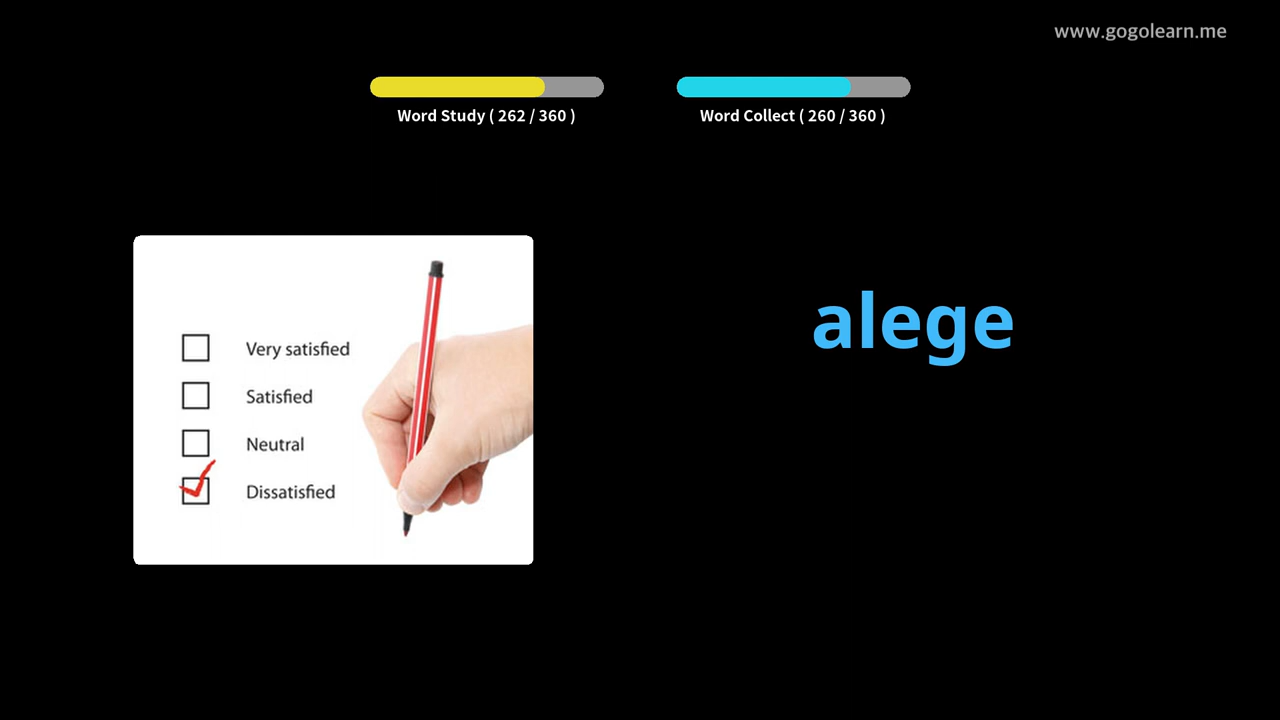 www.gogolearn.me
Word Study ( 262 / 360 )
Word Collect ( 260 / 360 )
Very satisfied
Satisfied
Neutral
Dissatisfied
alege